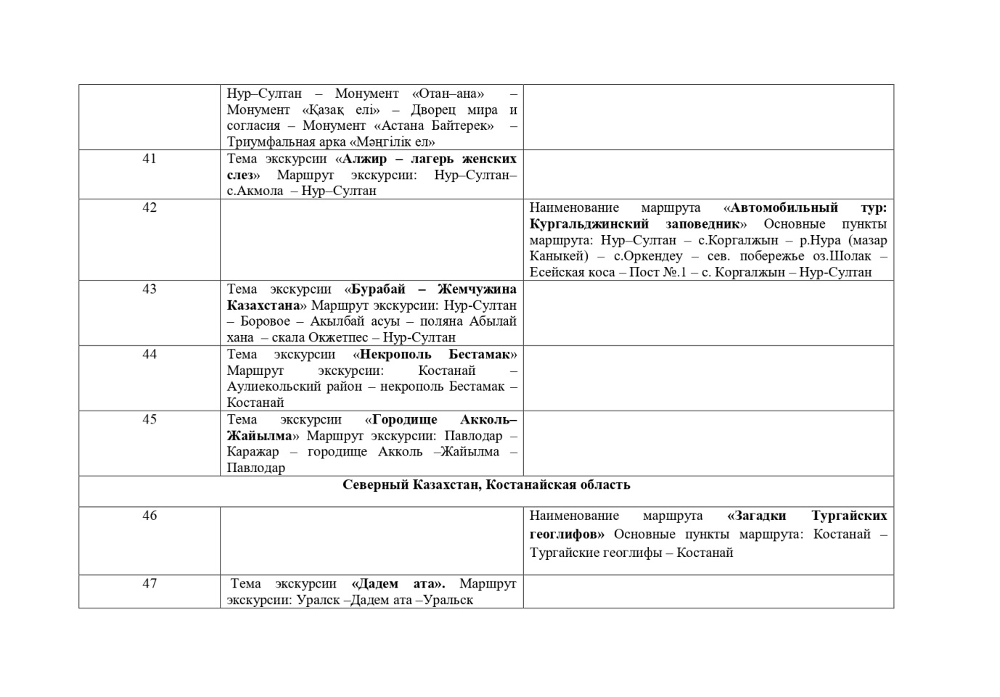 Нур–Султан – Монумент «Отан–ана» –
Монумент «Қазақ елі» – Дворец мира и
согласия – Монумент «Астана Байтерек» –
Триумфальная арка «Мәңгілік ел»
41
Тема экскурсии «Алжир – лагерь женских
слез» Маршрут экскурсии: Нур–Султан–
с.Акмола – Нур–Султан
42
Наименование маршрута «Автомобильный тур:
Кургальджинский заповедник» Основные пункты
маршрута: Нур–Султан – с.Коргалжын – р.Нура (мазар
Каныкей) – с.Оркендеу – сев. побережье оз.Шолак –
Есейская коса – Пост №.1 – с. Коргалжын – Нур-Султан
43
Тема экскурсии «Бурабай – Жемчужина
Казахстана» Маршрут экскурсии: Нур-Султан
– Боровое – Акылбай асуы – поляна Абылай
хана – скала Окжетпес – Нур-Султан
44
Тема экскурсии «Некрополь Бестамак»
Маршрут экскурсии: Костанай –
Аулиекольский район – некрополь Бестамак –
Костанай
45
Тема экскурсии «Городище Акколь–
Жайылма» Маршрут экскурсии: Павлодар –
Каражар – городище Акколь –Жайылма –
Павлодар
Северный Казахстан, Костанайская область
46
Наименование маршрута «Загадки Тургайских
геоглифов» Основные пункты маршрута: Костанай –
Тургайские геоглифы – Костанай
47
Тема экскурсии «Дадем ата». Маршрут
экскурсии: Уралск –Дадем ата –Уральск